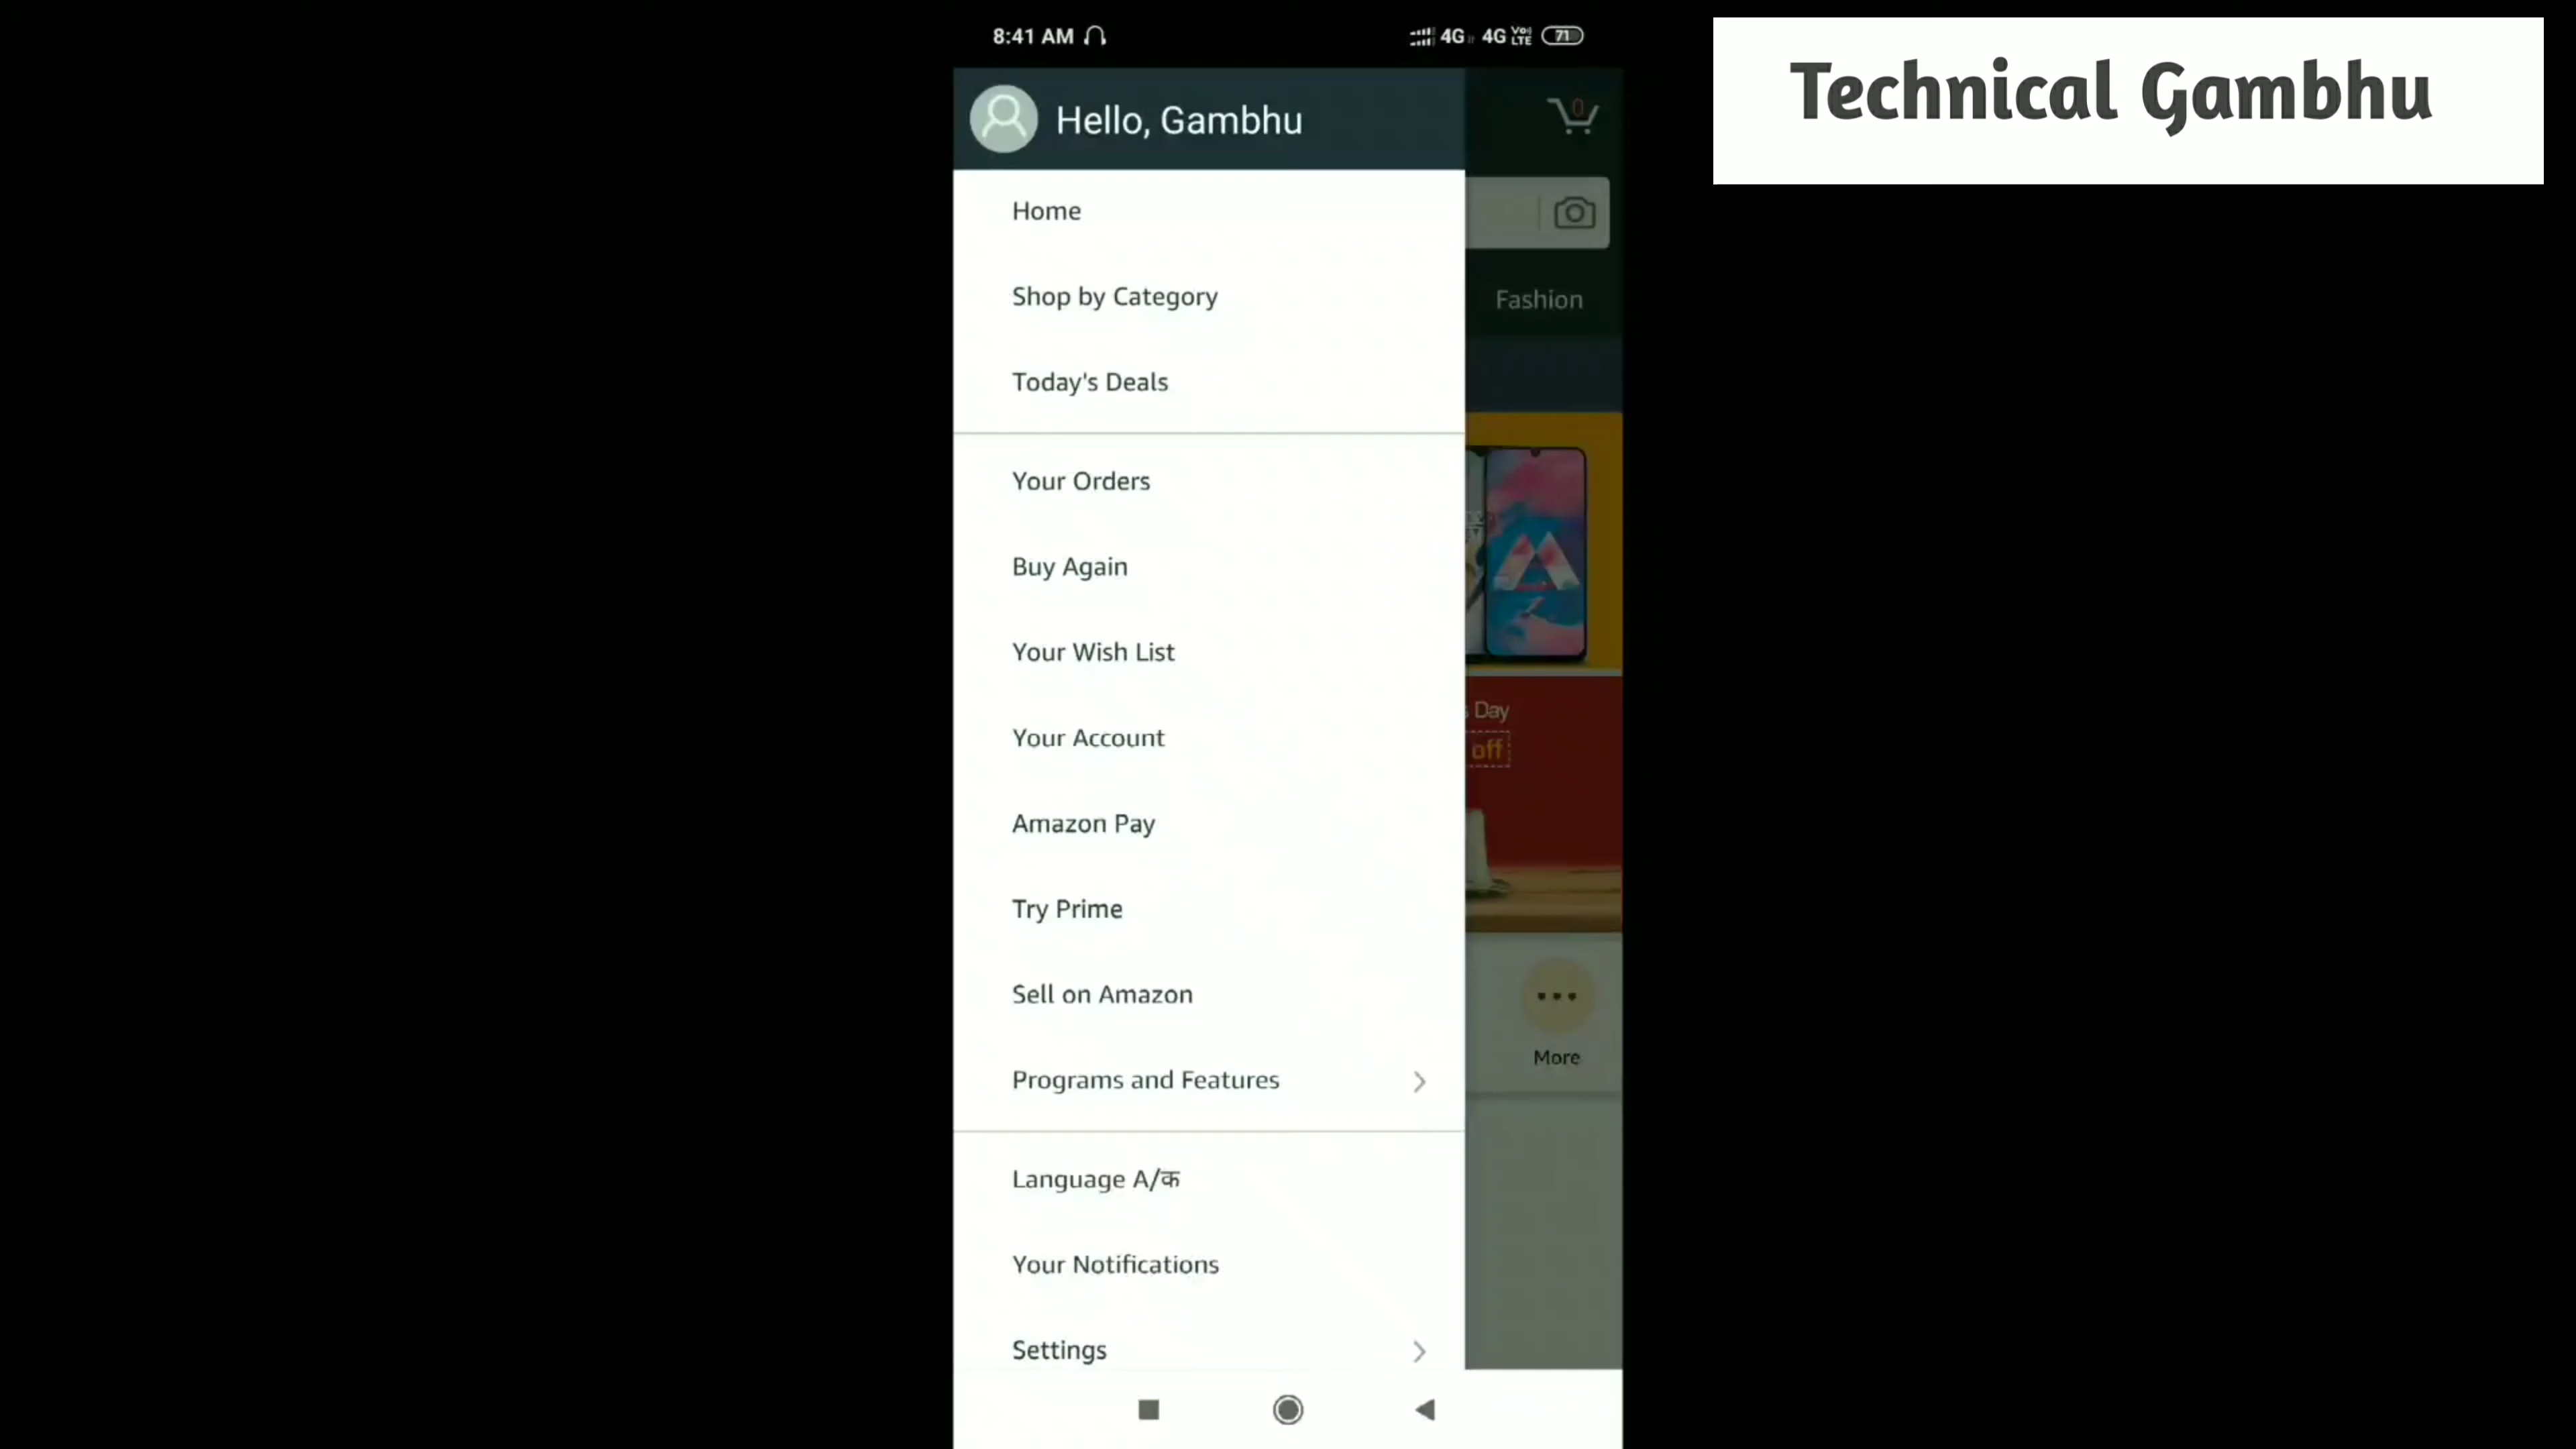 8:41 AM
4G 4G Vo) LTE 71
Technical Gambhu
Hello, Gambhu
0
Home
Shop by Category
Fashion
Today's Deals
Your Orders
Buy Again
Your Wish List
Day
Your Account
off
Amazon Pay
Try Prime
Sell on Amazon
More
Programs and Features
Language A/क
Your Notifications
Settings